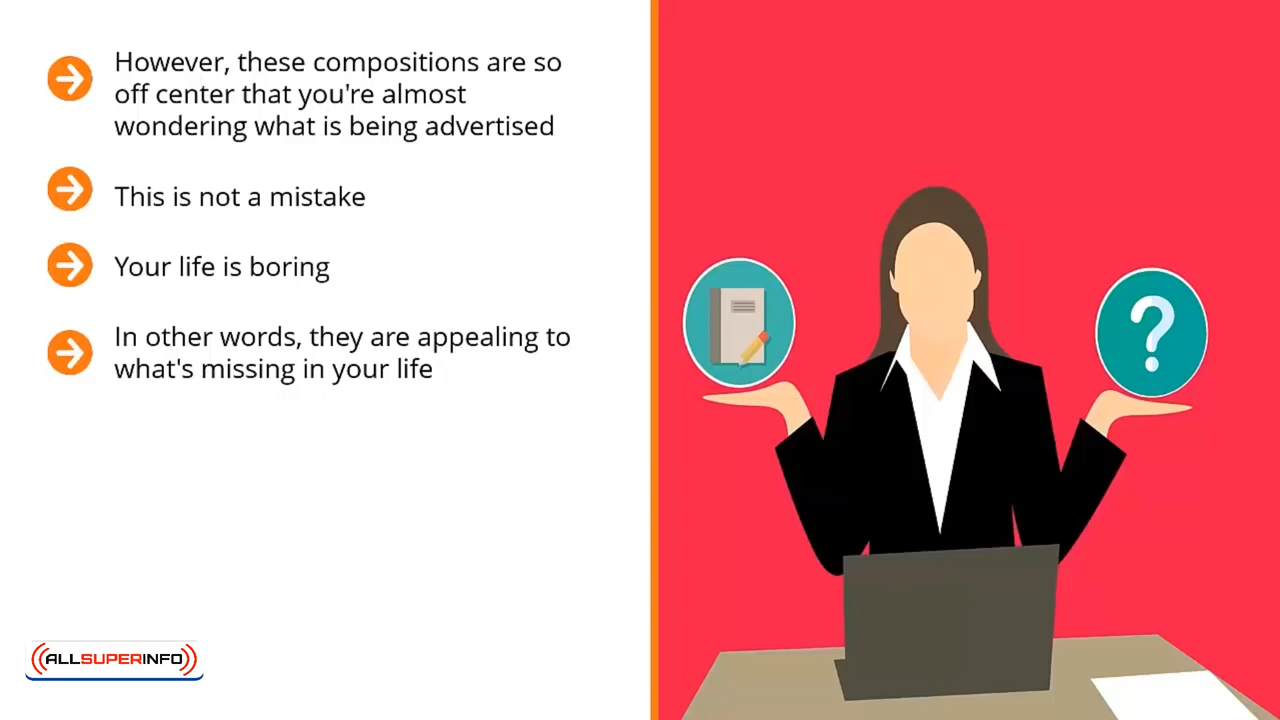 However, these compositions are so
off center that you're almost
wondering what is being advertised
This is not a mistake
Your life is boring
In other words, they are appealing to
what's missing in your life
?
ALLSUPERINFO